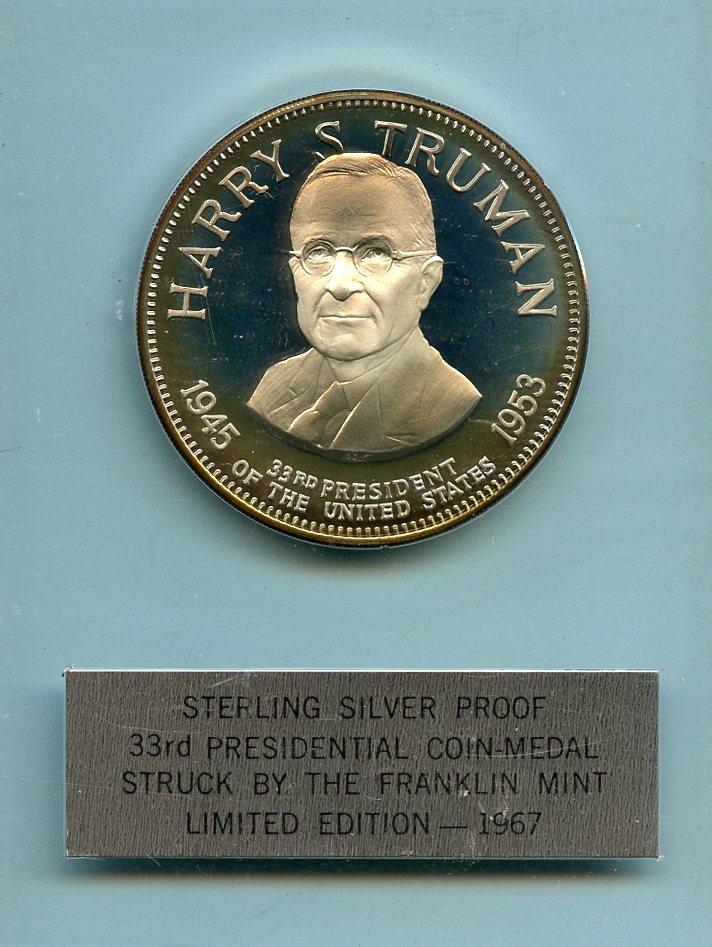 HARRY S TRUMAN
1945
1953
33RD PRESIDENT
OF THE UNITED STATES
STERLING SILVER PROOF
33rd PRESIDENTIAL COIN-MEDAL
STRUCK BY THE FRANKLIN MINT
LIMITED EDITION — 1967